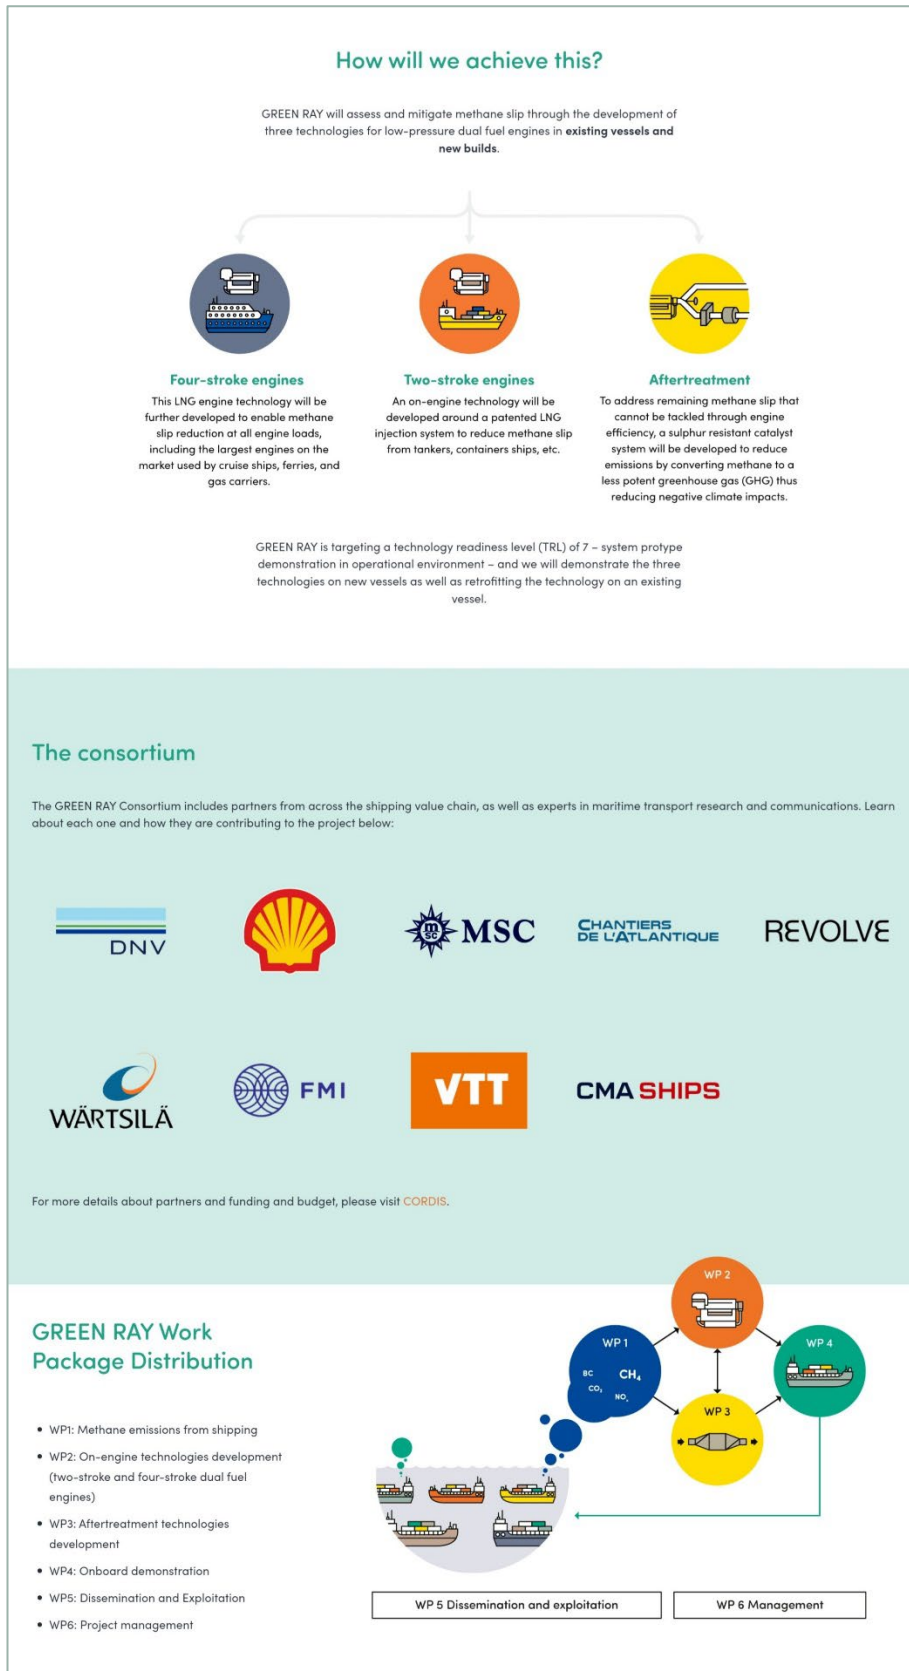 How will we achieve this?
GREEN RAY will assess and mitigate methane slip through the development of
three technologies for low-pressure dual fuel engines in existing vessels and
new builds.
Four-stroke engines
This LNG engine technology will be
further developed to enable methane
slip reduction at all engine loads,
including the largest engines on the
market used by cruise ships, ferries, and
gas carriers.
Two-stroke engines
An on-engine technology will be
developed around a patented LNG
injection system to reduce methane slip
from tankers, containers ships, etc.
Aftertreatment
To address remaining methane slip that
cannot be tackled through engine
efficiency, a sulphur resistant catalyst
system will be developed to reduce
emissions by converting methane to a
less potent greenhouse gas (GHG) thus
reducing negative climate impacts.
GREEN RAY is targeting a technology readiness level (TRL) of 7 – system protype
demonstration in operational environment – and we will demonstrate the three
technologies on new vessels as well as retrofitting the technology on an existing
vessel.
The consortium
The GREEN RAY Consortium includes partners from across the shipping value chain, as well as experts in maritime transport research and communications. Learn
about each one and how they are contributing to the project below:
DNV
m
sc
MSC
CHANTIERS
DE L'ATLANTIQUE
REVOLVE
WÄRTSILÄ
FMI
VTT
CMA SHIPS
For more details about partners and funding and budget, please visit CORDIS.
GREEN RAY Work
Package Distribution
• WP1: Methane emissions from shipping
• WP2: On-engine technologies development
(two-stroke and four-stroke dual fuel
engines)
• WP3: Aftertreatment technologies
development
• WP4: Onboard demonstration
• WP5: Dissemination and Exploitation
• WP6: Project management
WP 2
WP 1
WP 4
BC
CH₄
CO₂
NOₓ
WP 3
WP 5 Dissemination and exploitation
WP 6 Management